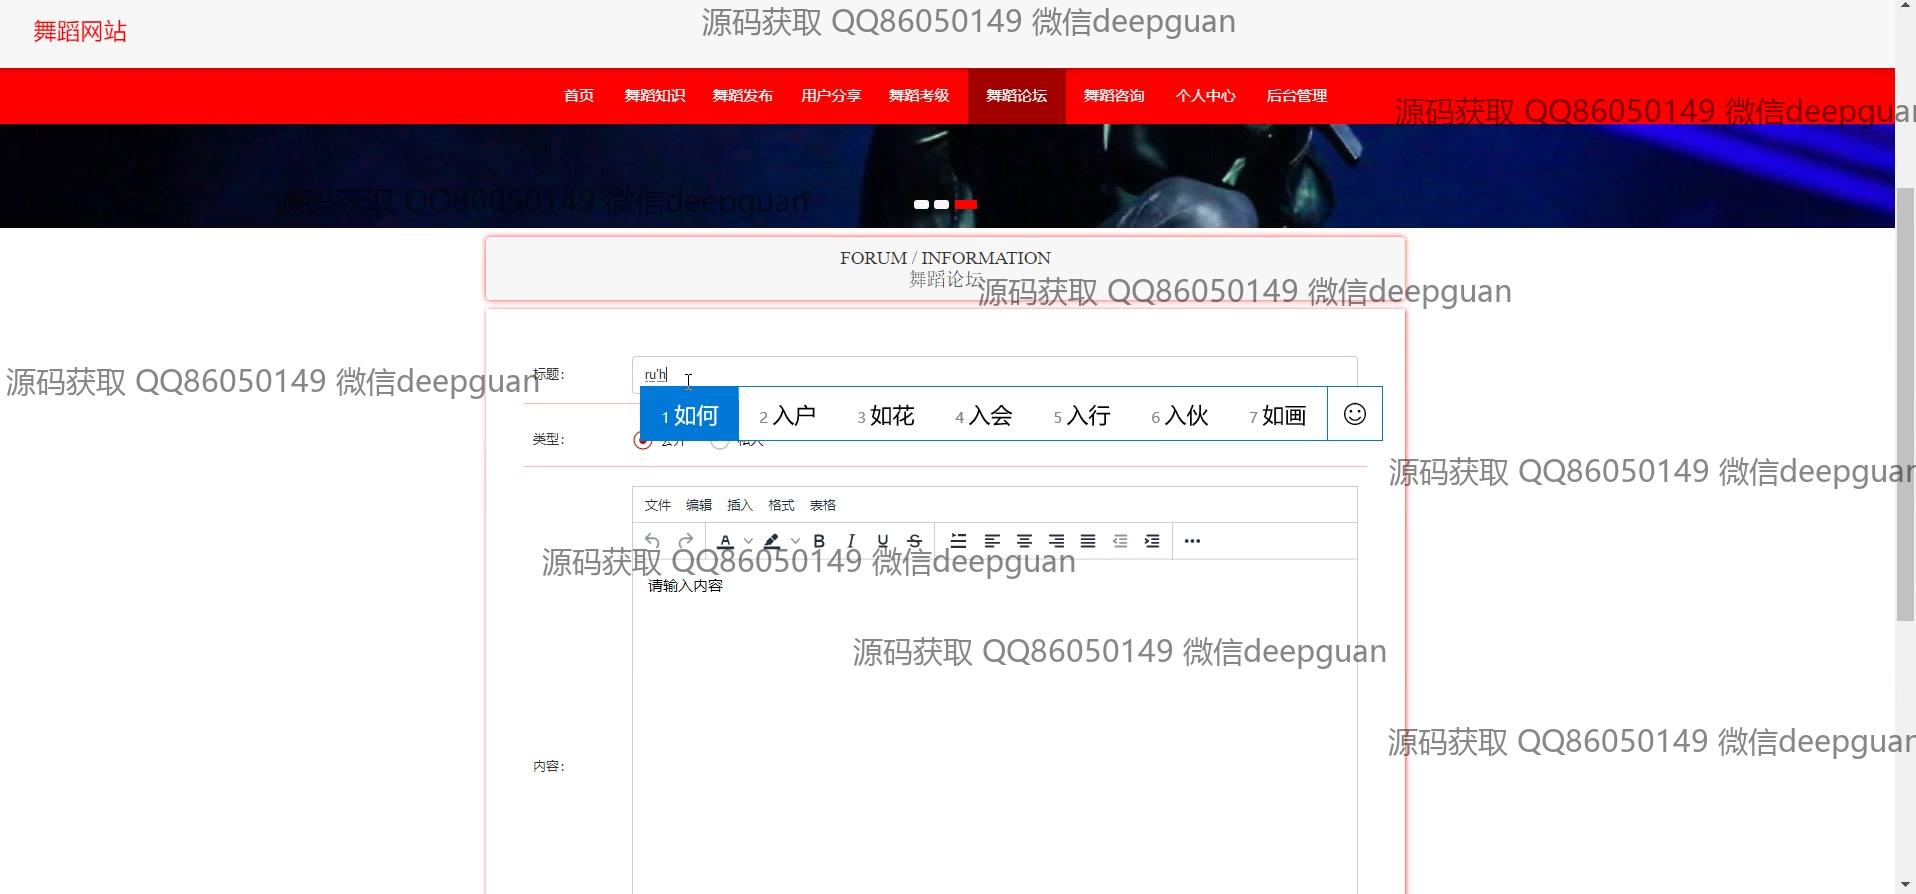 源码获取 QQ86050149 微信deepguan
舞蹈网站
首页 舞蹈知识 舞蹈发布 用户分享 舞蹈考级 舞蹈论坛 舞蹈咨询 个人中心 后台管理
源码获取 QQ86050149 微信deepguan
源码获取 QQ86050149 微信deepguan
FORUM / INFORMATION
舞蹈论坛
源码获取 QQ86050149 微信deepguan
源码获取 QQ86050149 微信deepguan
标题:
ru'h
1 如何 2 入户 3 如花 4 入会 5 入行 6 入伙 7 如画
类型:
公开 私人
源码获取 QQ86050149 微信deepguan
文件 编辑 插入 格式 表格
A B I U S
源码获取 QQ86050149 微信deepguan
请输入内容
源码获取 QQ86050149 微信deepguan
源码获取 QQ86050149 微信deepguan
内容: